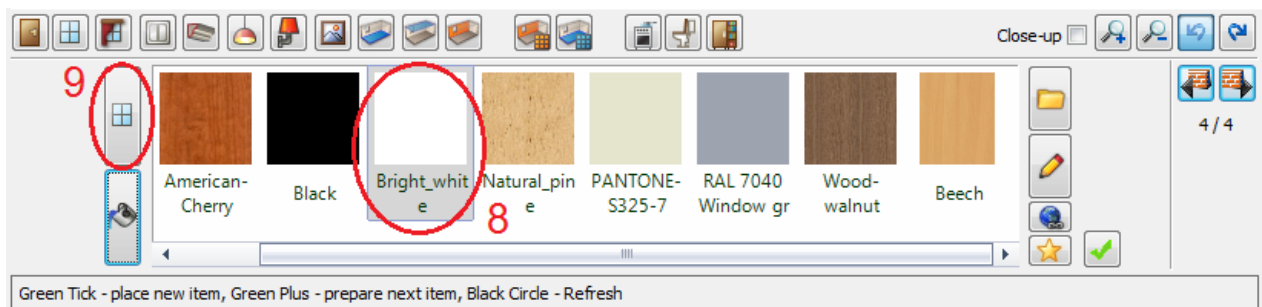 Close-up
9
4 / 4
American-
Cherry
Black
Bright_whit
e
Natural_pin
e
PANTONE-
S325-7
RAL 7040
Window gr
Wood-
walnut
Beech
8
Green Tick - place new item, Green Plus - prepare next item, Black Circle - Refresh